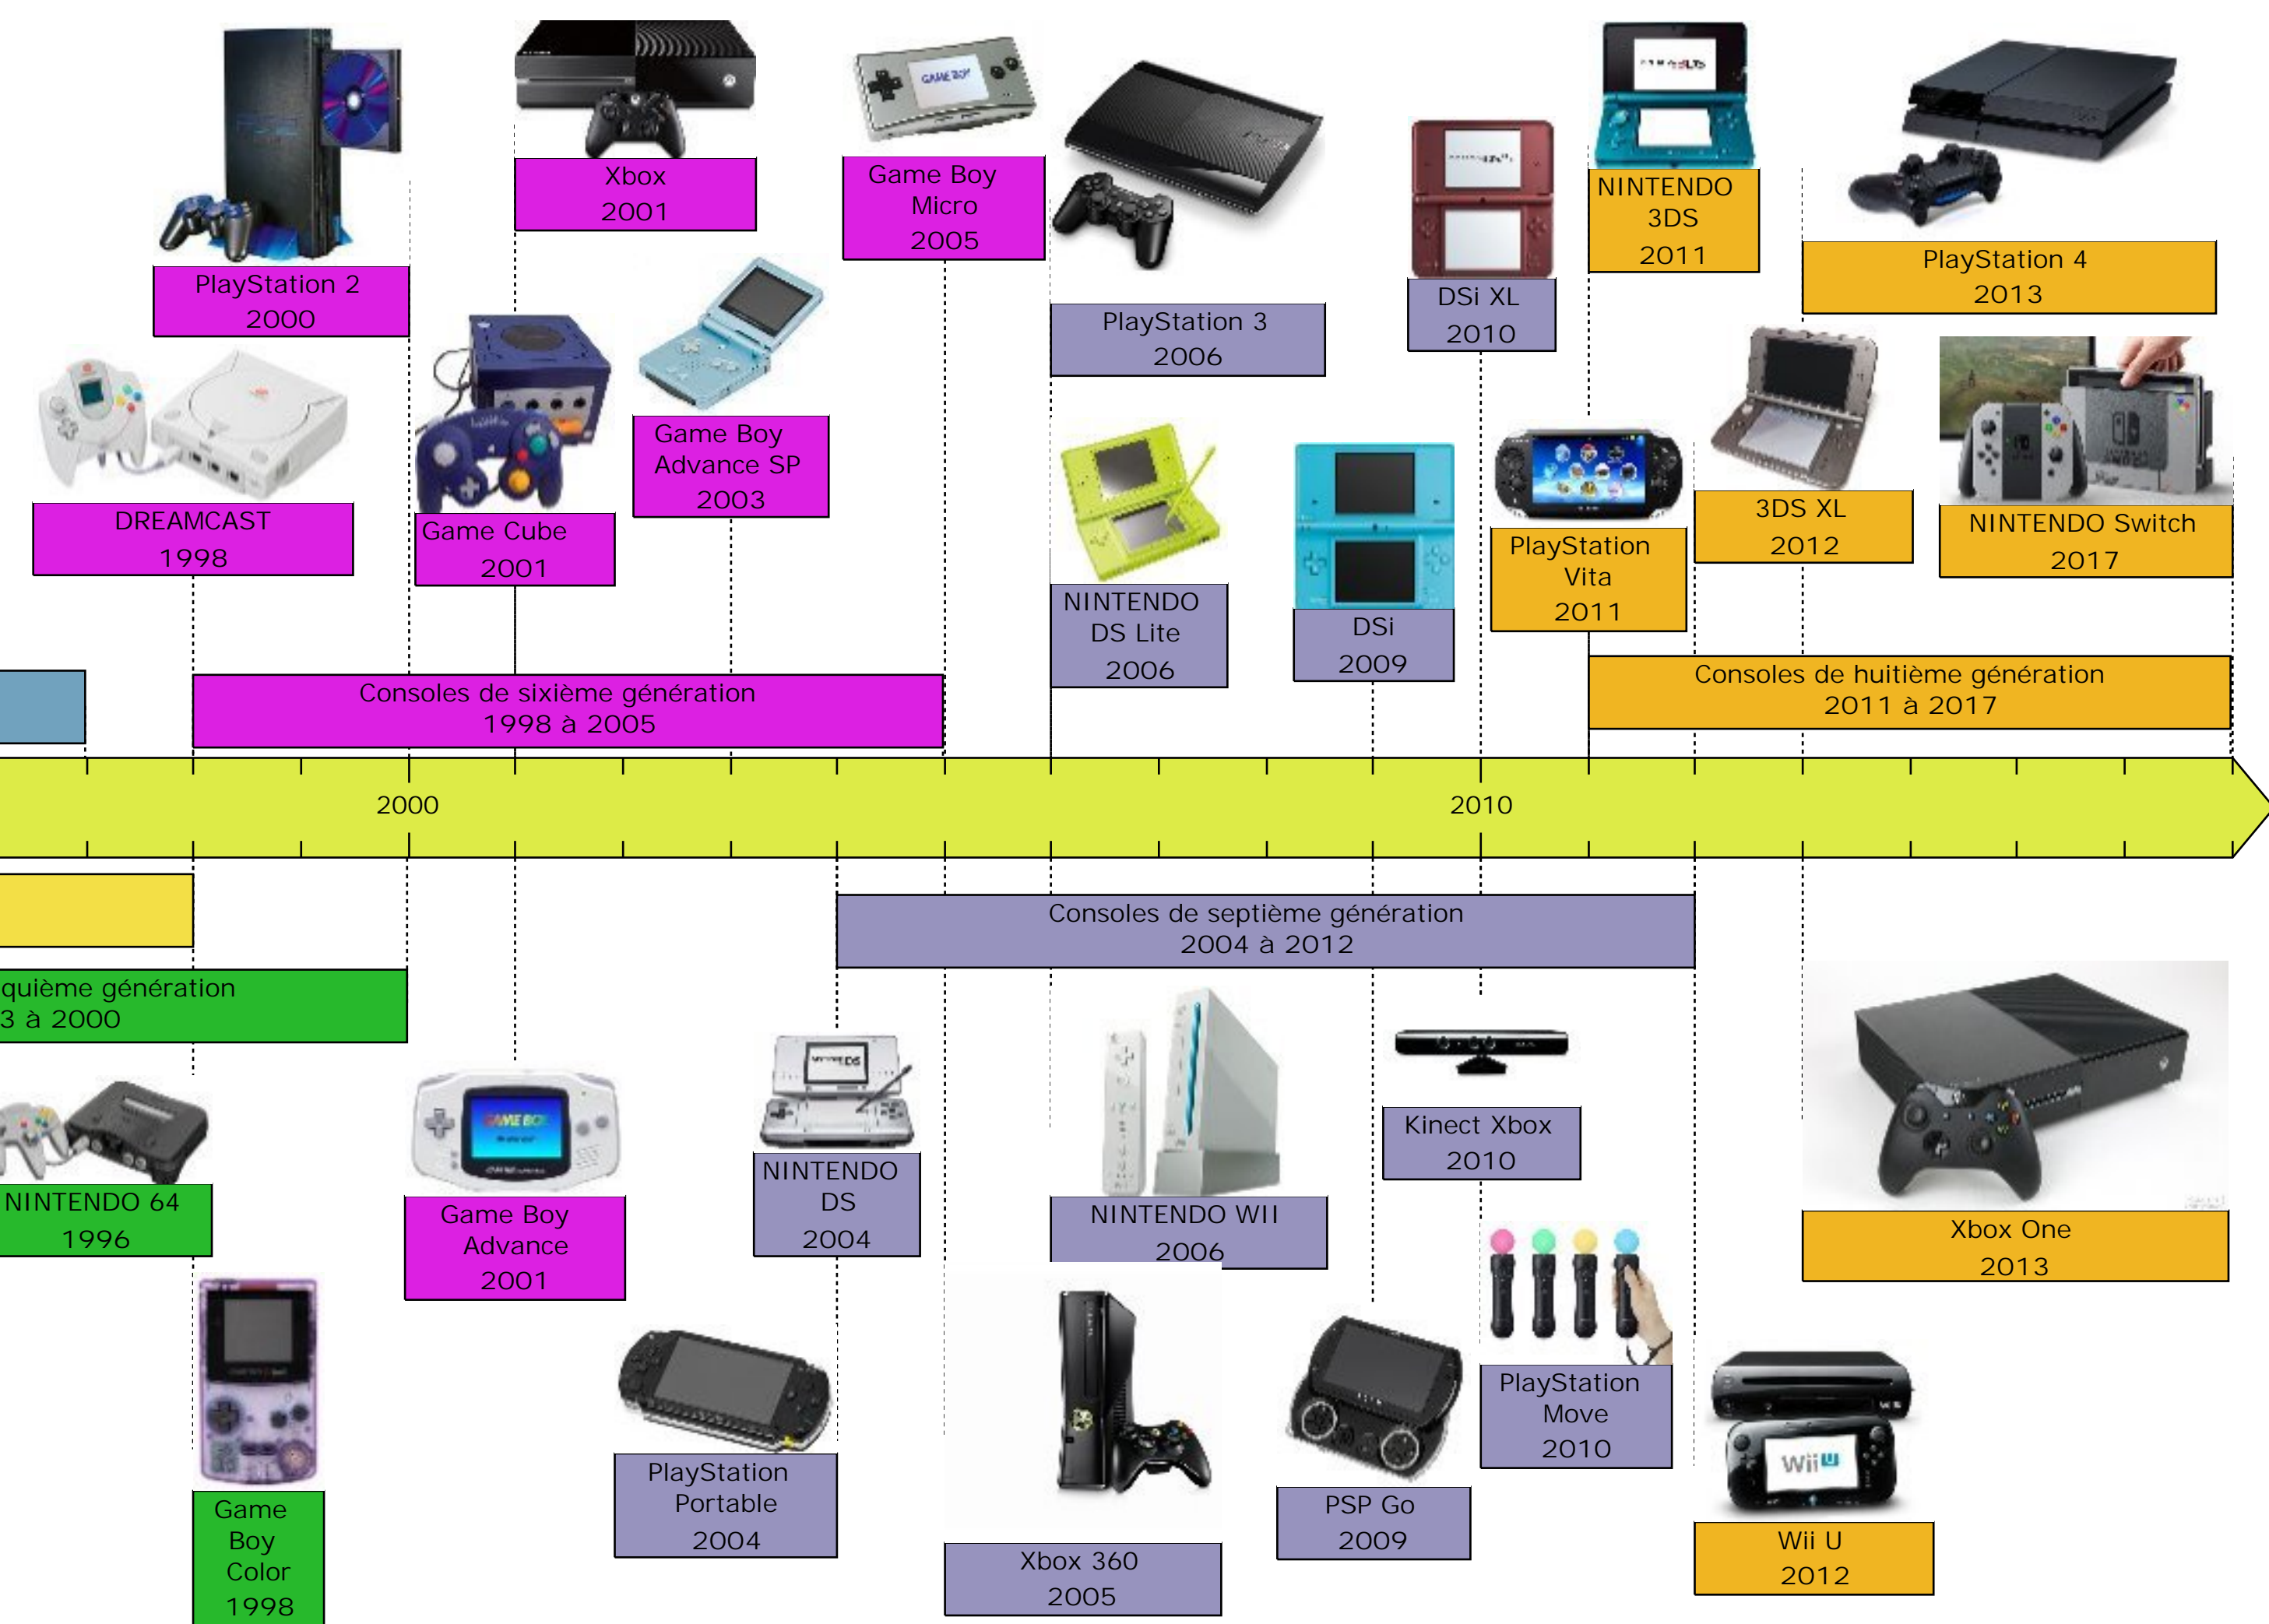 PlayStation 2
2000
Xbox
2001
GAME BOY
Game Boy
Micro
2005
PlayStation 3
2006
DSi XL
2010
NINTENDO
3DS
2011
PlayStation 4
2013
DREAMCAST
1998
Game Cube
2001
Game Boy
Advance SP
2003
NINTENDO
DS Lite
2006
DSi
2009
PlayStation
Vita
2011
3DS XL
2012
NINTENDO Switch
2017
Consoles de sixième génération
1998 à 2005
Consoles de huitième génération
2011 à 2017
2000
2010
Consoles de septième génération
2004 à 2012
quième génération
3 à 2000
NINTENDO 64
1996
GAME BOY
Game Boy
Advance
2001
NINTENDO
DS
2004
NINTENDO WII
2006
Kinect Xbox
2010
Xbox One
2013
Game
Boy
Color
1998
PlayStation
Portable
2004
Xbox 360
2005
PSP Go
2009
PlayStation
Move
2010
Wii U
Wii U
2012